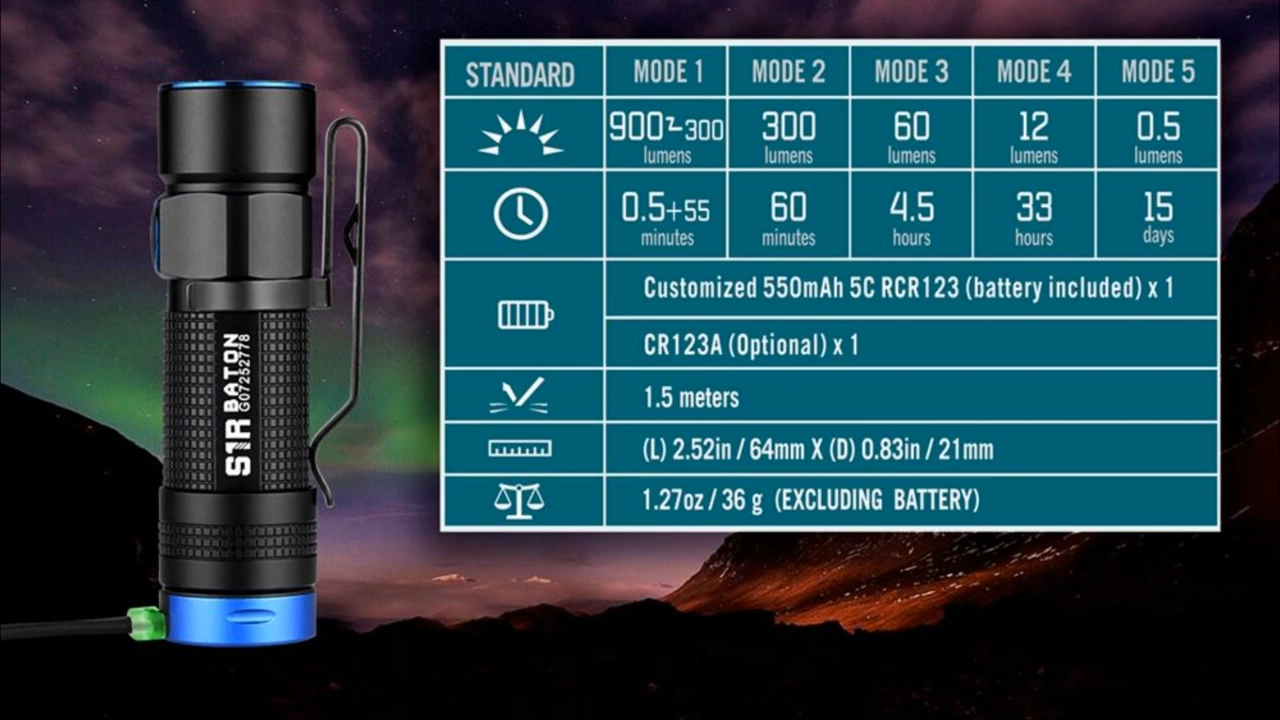 STANDARD MODE 1 MODE 2 MODE 3 MODE 4 MODE 5
900~300 300 60 12 0.5
lumens lumens lumens lumens lumens
0.5+55 60 4.5 33 15
minutes minutes hours hours days
Customized 550mAh 5C RCR123 (battery included) x 1
CR123A (Optional) x 1
1.5 meters
(L) 2.52in / 64mm X (D) 0.83in / 21mm
1.27oz / 36 g (EXCLUDING BATTERY)
S1R BATON
G07252778